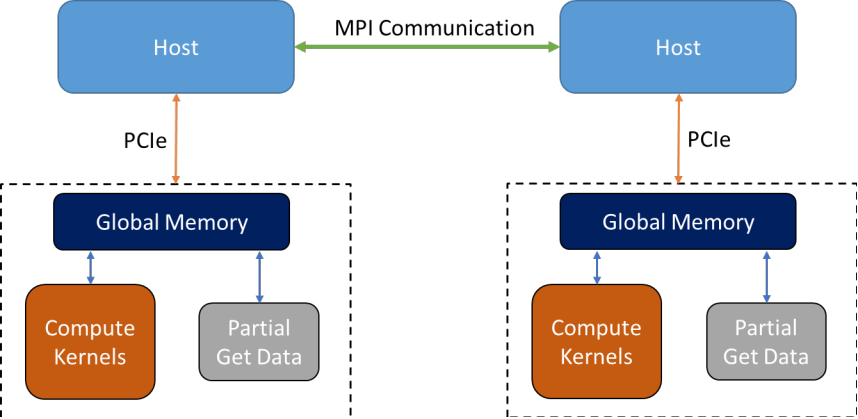 MPI Communication
Host
Host
PCIe
PCIe
Global Memory
Global Memory
Compute
Kernels
Partial
Get Data
Compute
Kernels
Partial
Get Data